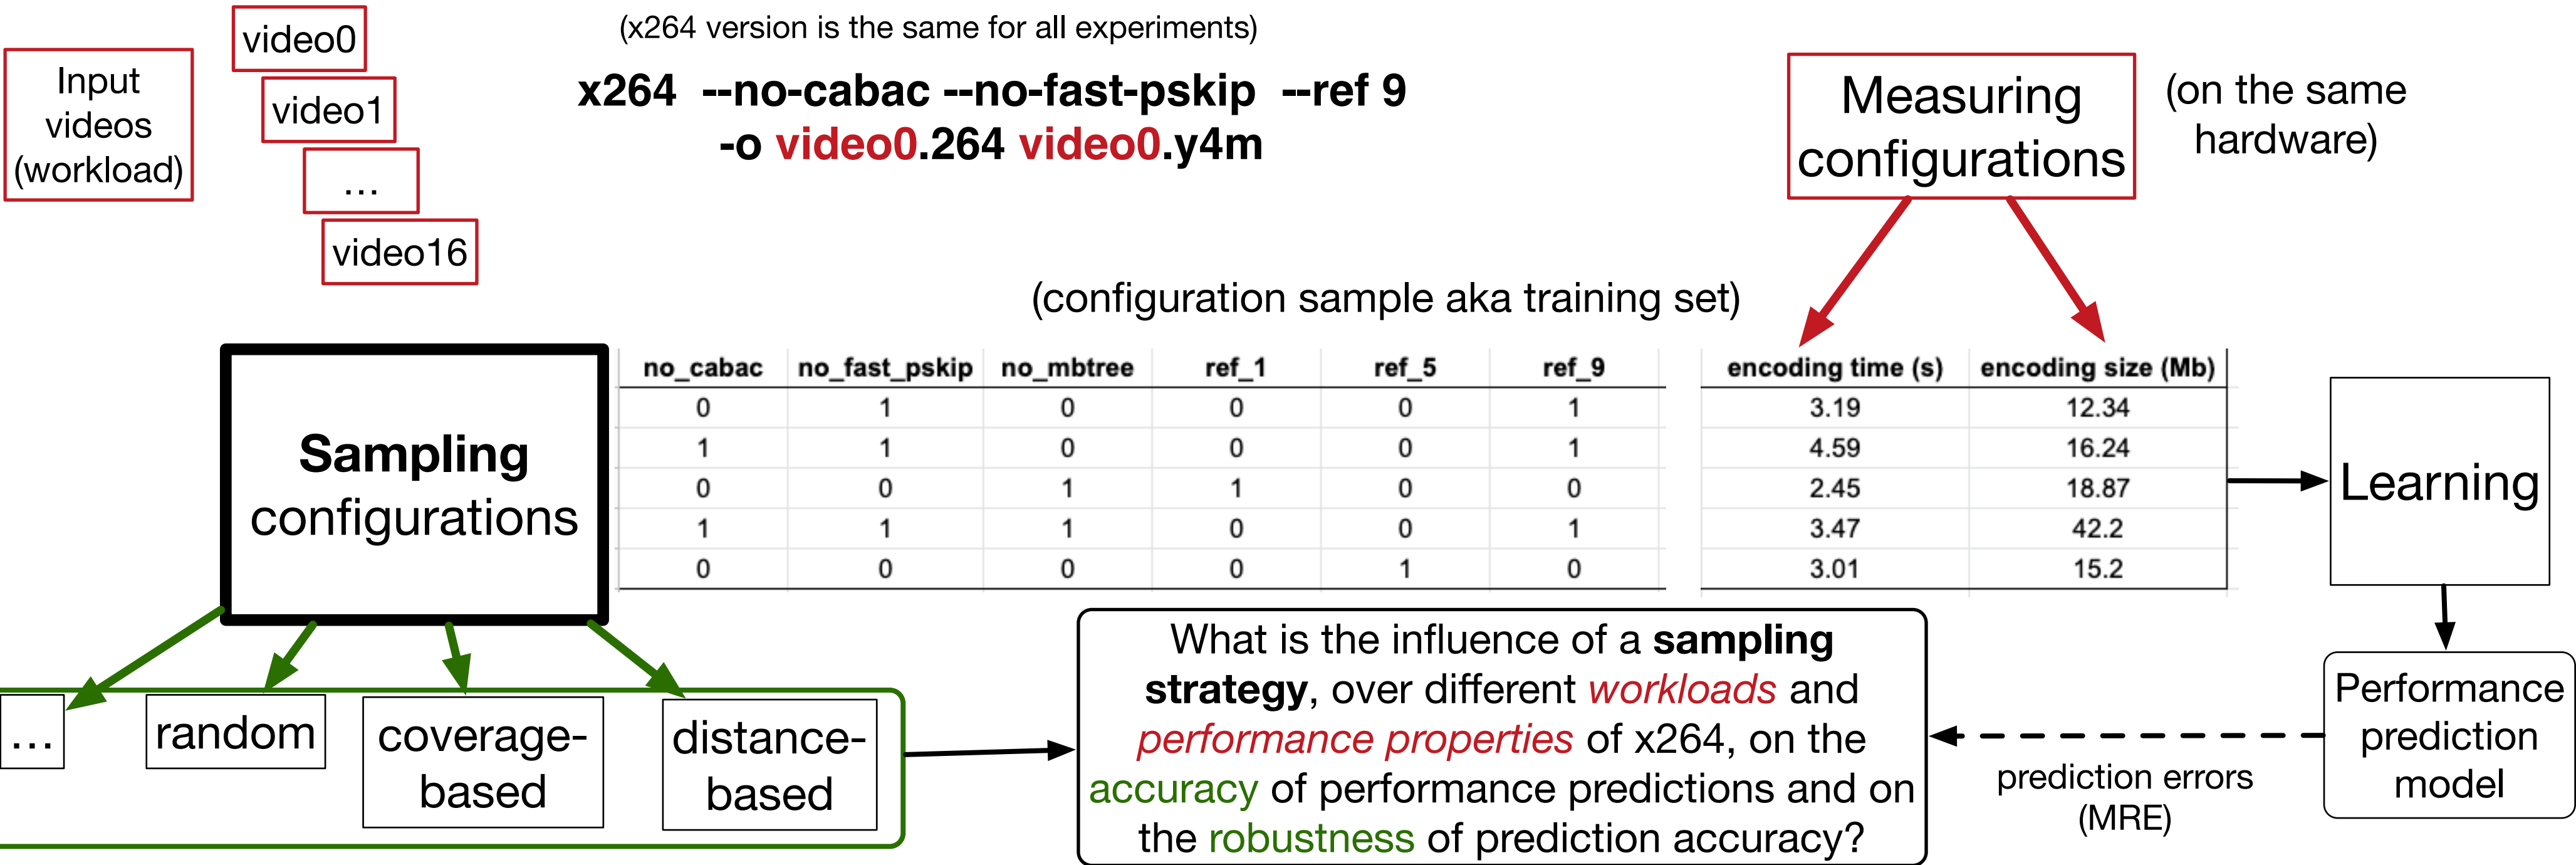 Input
videos
(workload)
video0
video1
...
video16
(x264 version is the same for all experiments)
x264 --no-cabac --no-fast-pskip --ref 9
-o video0.264 video0.y4m
Measuring
configurations
(on the same
hardware)
(configuration sample aka training set)
Sampling
configurations
no_cabac no_fast_pskip no_mbtree ref_1 ref_5 ref_9 encoding time (s) encoding size (Mb)
0 1 0 0 0 1 3.19 12.34
1 1 0 0 0 1 4.59 16.24
0 0 1 1 0 0 2.45 18.87
1 1 1 0 0 1 3.47 42.2
0 0 0 0 1 0 3.01 15.2
Learning
...
random
coverage-
based
distance-
based
What is the influence of a sampling
strategy, over different workloads and
performance properties of x264, on the
accuracy of performance predictions and on
the robustness of prediction accuracy?
prediction errors
(MRE)
Performance
prediction
model